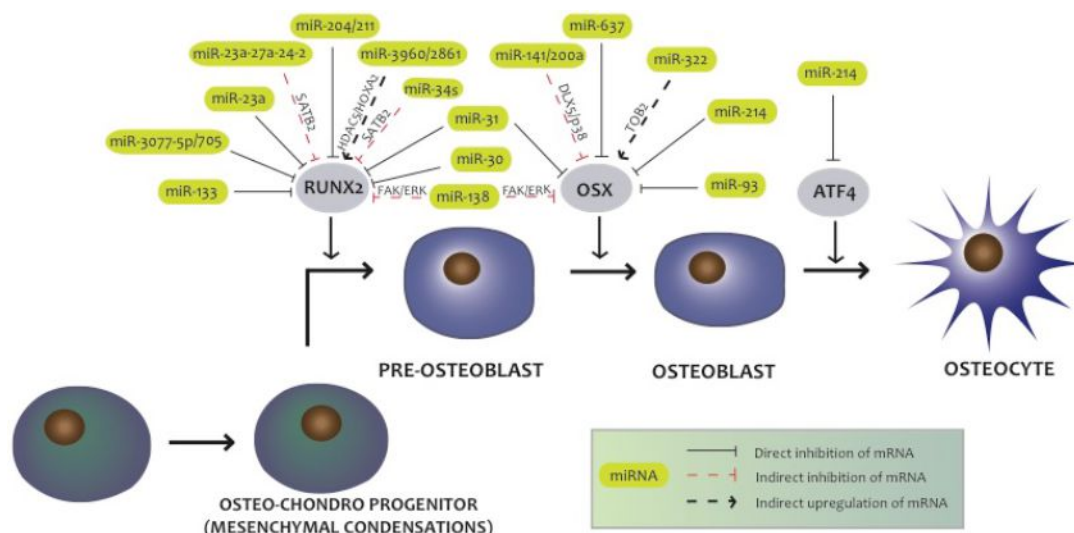 miR-204/211
miR-637
miR-23a-27a-24-2
miR-3960/2861
miR-141/200a
miR-322
miR-214
miR-34s
SATB2
HDAC5/HOXA2
SATB2
DLX5/p38
TOB2
miR-23a
miR-31
miR-214
miR-3077-5p/705
miR-30
miR-133
RUNX2
FAK/ERK
miR-138
FAK/ERK
OSX
miR-93
ATF4
PRE-OSTEOBLAST
OSTEOBLAST
OSTEOCYTE
OSTEO-CHONDRO PROGENITOR
(MESENCHYMAL CONDENSATIONS)
miRNA
Direct inhibition of mRNA
Indirect inhibition of mRNA
Indirect upregulation of mRNA